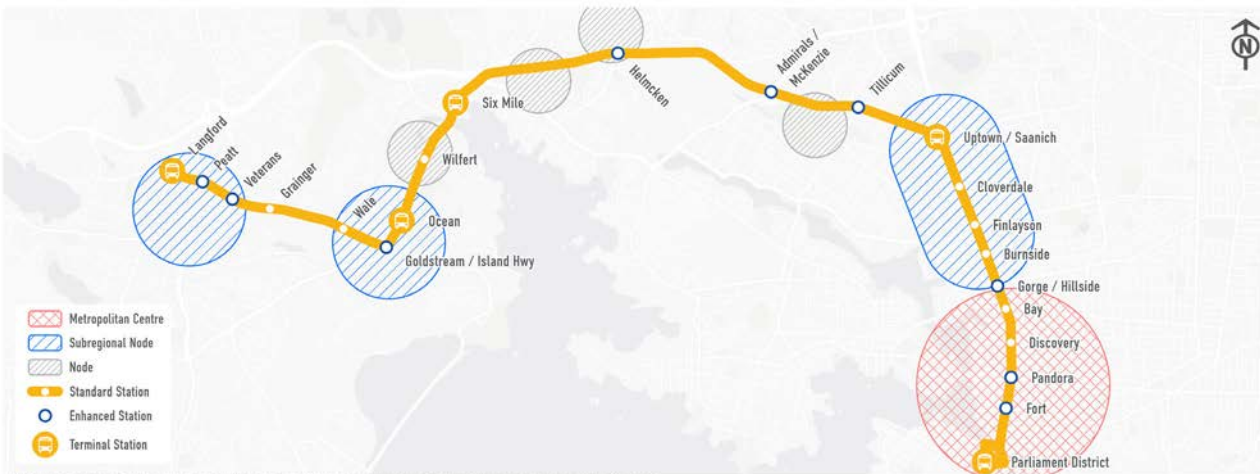 N
Langford
Peatt
Veterans
Grainger
Wale
Goldstream / Island Hwy
Ocean
Wilfert
Six Mile
Helmcken
Admirals /
McKenzie
Tillicum
Uptown / Saanich
Cloverdale
Finlayson
Burnside
Gorge / Hillside
Bay
Discovery
Pandora
Fort
Parliament District
Metropolitan Centre
Subregional Node
Node
Standard Station
Enhanced Station
Terminal Station